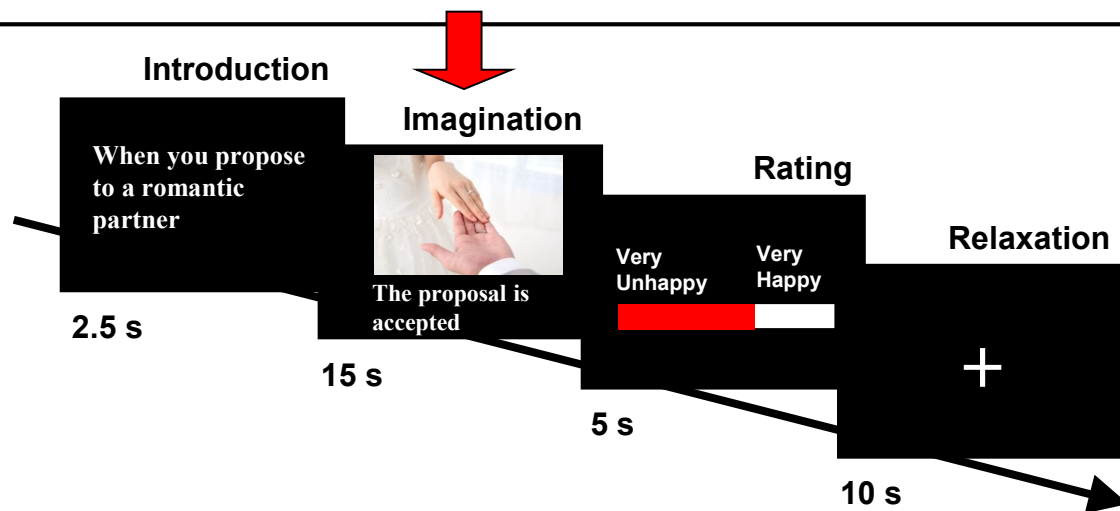 Introduction
When you propose
to a romantic
partner
2.5 s
Imagination
The proposal is
accepted
15 s
Rating
Very
Unhappy
Very
Happy
5 s
Relaxation
10 s